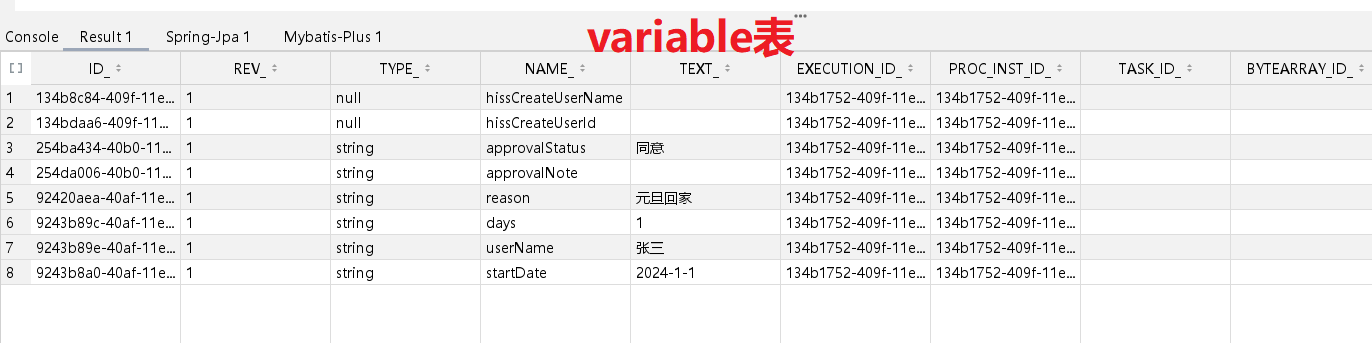 variable表
Console Result 1 Spring-Jpa 1 Mybatis-Plus 1
ID_ REV_ TYPE_ NAME_ TEXT_ EXECUTION_ID_ PROC_INST_ID_ TASK_ID_ BYTEARRAY_ID_
1 134b8c84-409f-11e... 1 null hissCreateUserName 134b1752-409f-11e... 134b1752-409f-11e...
2 134bdaa6-409f-11... 1 null hissCreateUserId 134b1752-409f-11e... 134b1752-409f-11e...
3 254ba434-40b0-11... 1 string approvalStatus 同意 134b1752-409f-11e... 134b1752-409f-11e...
4 254da006-40b0-11... 1 string approvalNote 134b1752-409f-11e... 134b1752-409f-11e...
5 92420aea-40af-11e... 1 string reason 元旦回家 134b1752-409f-11e... 134b1752-409f-11e...
6 9243b89c-40af-11e... 1 string days 1 134b1752-409f-11e... 134b1752-409f-11e...
7 9243b89e-40af-11e... 1 string userName 张三 134b1752-409f-11e... 134b1752-409f-11e...
8 9243b8a0-40af-11e... 1 string startDate 2024-1-1 134b1752-409f-11e... 134b1752-409f-11e...